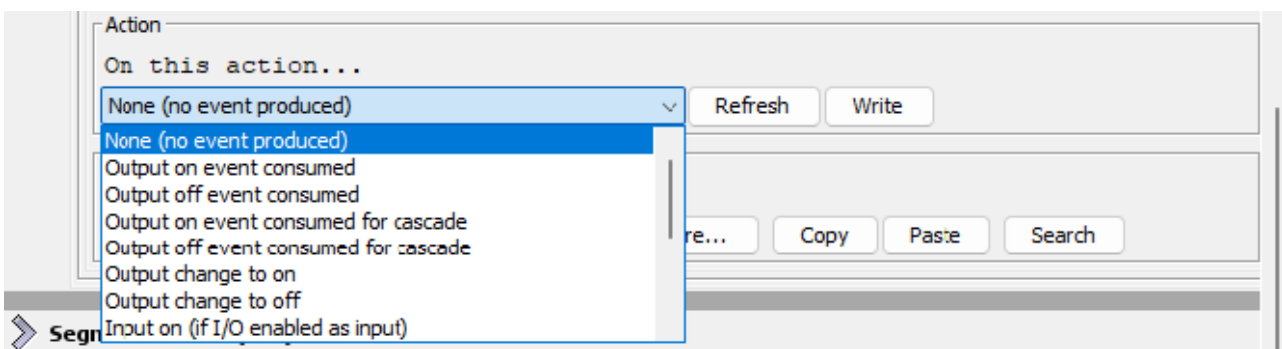 Action
On this action...
None (no event produced) Refresh Write
None (no event produced)
Output on event consumed
Output off event consumed
Output on event consumed for cascade
Output off event consumed for cascade
re... Copy Paste Search
Output change to on
Output change to off
Input on (if I/O enabled as input)
Segn